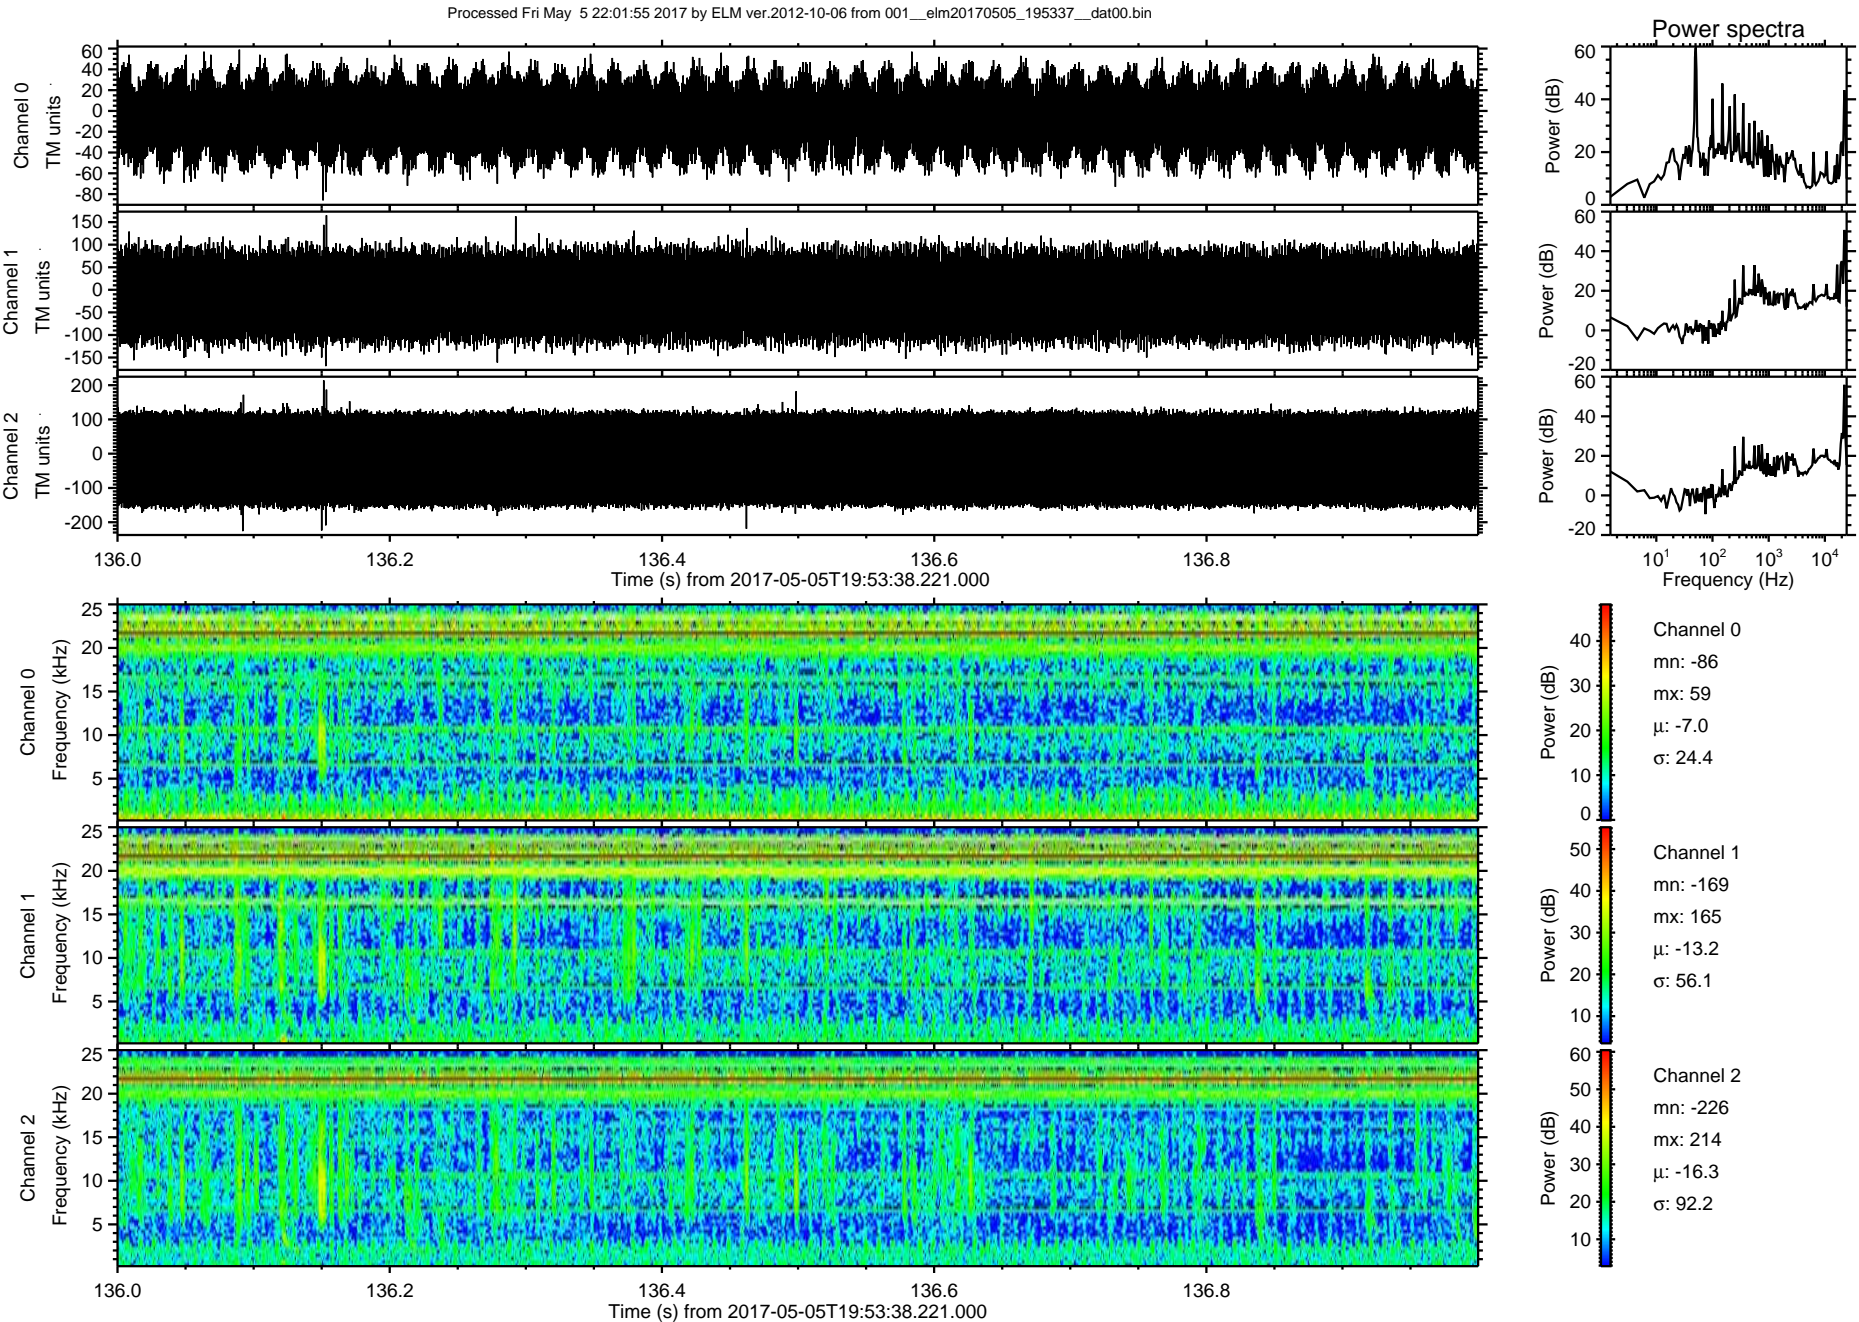 Processed Fri May  5 22:01:55 2017 by ELM ver.2012-10-06 from 001__elm20170505_195337__dat00.bin
Power spectra
Channel 0
TM units
60
40
20
0
-20
-40
-60
-80
Power (dB)
60
40
20
0
Channel 1
TM units
150
100
50
0
-50
-100
-150
Power (dB)
60
40
20
0
-20
Channel 2
TM units
200
100
0
-100
-200
Power (dB)
60
40
20
0
-20
136.0 136.2 136.4 136.6 136.8
Time (s) from 2017-05-05T19:53:38.221.000
10¹ 10² 10³ 10⁴
Frequency (Hz)
Channel 0
Frequency (kHz)
25
20
15
10
5
Power (dB)
40
30
20
10
0
Channel 0
mn: -86
mx: 59
μ: -7.0
σ: 24.4
Channel 1
Frequency (kHz)
25
20
15
10
5
Power (dB)
50
40
30
20
10
Channel 1
mn: -169
mx: 165
μ: -13.2
σ: 56.1
Channel 2
Frequency (kHz)
25
20
15
10
5
Power (dB)
60
50
40
30
20
10
Channel 2
mn: -226
mx: 214
μ: -16.3
σ: 92.2
136.0 136.2 136.4 136.6 136.8
Time (s) from 2017-05-05T19:53:38.221.000